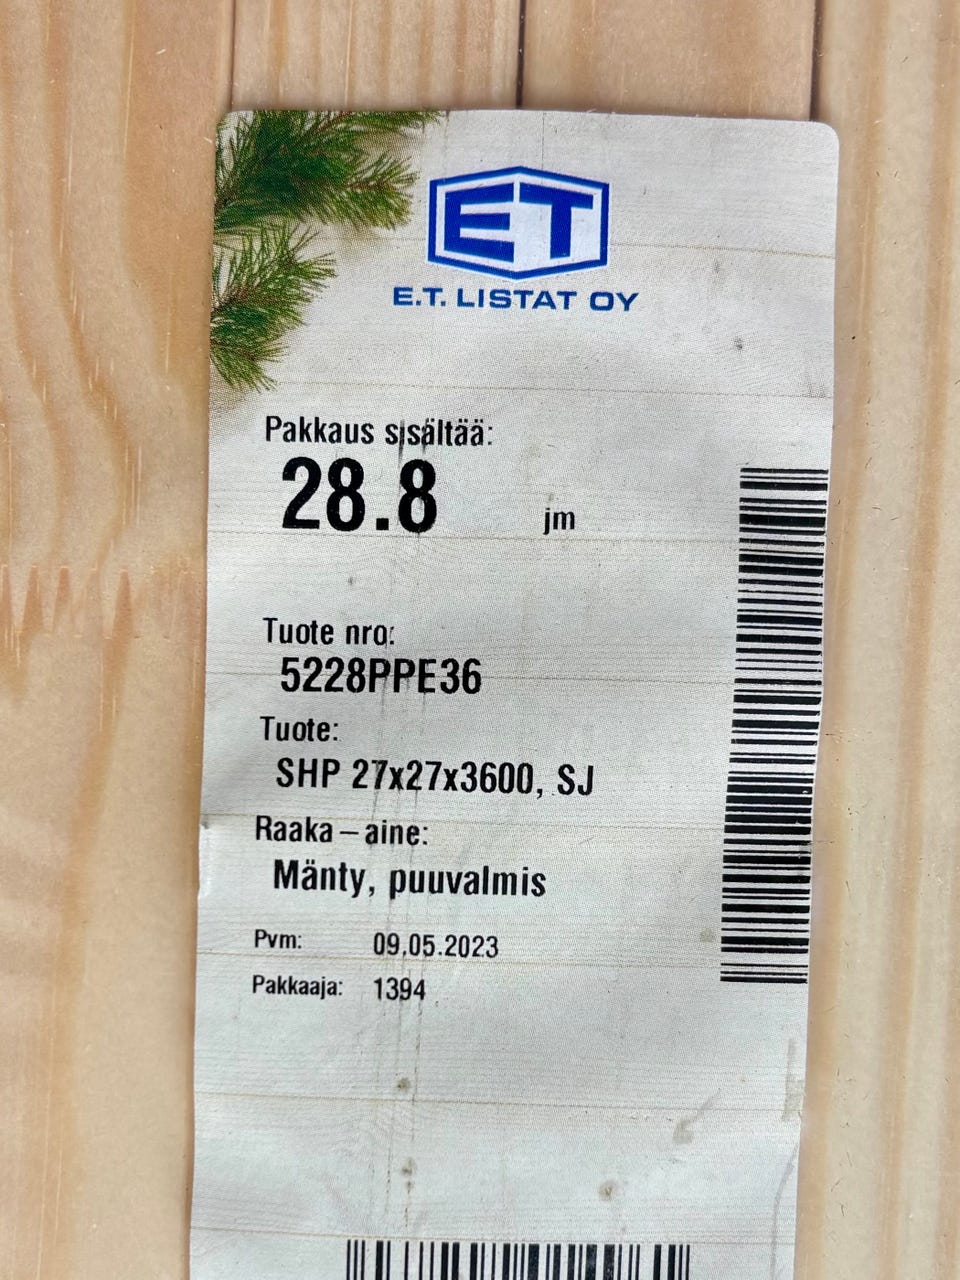 ET
E.T. LISTAT OY
Pakkaus sisältää:
28.8 jm
Tuote nro:
5228PPE36
Tuote:
SHP 27x27x3600, SJ
Raaka-aine:
Mänty, puuvalmis
Pvm: 09.05.2023
Pakkaaja: 1394